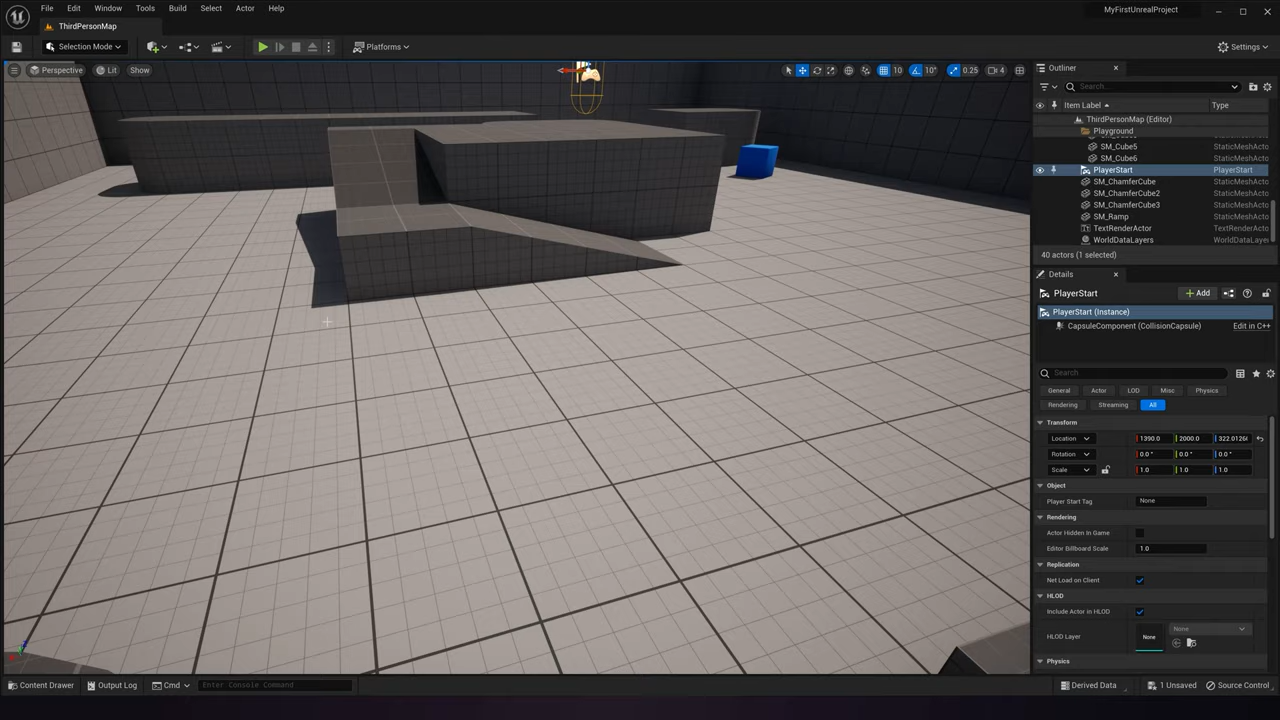 File Edit Window Tools Build Select Actor Help
MyFirstUnrealProject
ThirdPersonMap
Selection Mode
Platforms
Settings
Perspective
Lit
Show
10
10°
0.25
4
Outliner
Search...
Item Label
Type
ThirdPersonMap (Editor)
Playground
SM_Cube5 StaticMeshActo
SM_Cube6 StaticMeshActo
PlayerStart PlayerStart
SM_ChamferCube StaticMeshActo
SM_ChamferCube2 StaticMeshActo
SM_ChamferCube3 StaticMeshActo
SM_Ramp StaticMeshActo
TextRenderActor TextRenderActo
WorldDataLayers WorldDataLayer
40 actors (1 selected)
Details
PlayerStart
Add
PlayerStart (Instance)
CapsuleComponent (CollisionCapsule) Edit in C++
Search
General Actor LOD Misc Physics
Rendering Streaming All
Transform
Location 1390.0 2000.0
Rotation 0.0 ° 0.0 ° 0.0 °
Scale 1.0 1.0 1.0
Object
Player Start Tag None
Rendering
Actor Hidden In Game
Editor Billboard Scale 1.0
Replication
Net Load on Client
HLOD
Include Actor in HLOD
HLOD Layer None None
Physics
Content Drawer Output Log Cmd Enter Console Command Derived Data 1 Unsaved Source Control